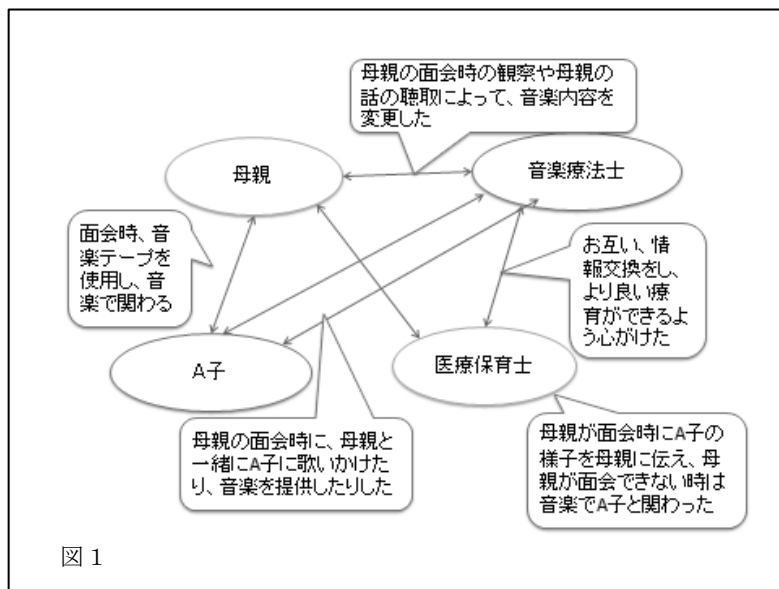 母親の面会時の観察や母親の
話の聴取によって、音楽内容を
変更した
母親
音楽療法士
面会時、音
楽テープを
使用し、音
楽で関わる
お互い、情
報交換をし、
より良い療
育ができるよ
う心がけた
A子
医療保育士
母親の面会時に、母親と
一緒にA子に歌いかけた
り、音楽を提供したりした
母親が面会時にA子の
様子を母親に伝え、母
親が面会できない時は
音楽でA子と関わった
図1